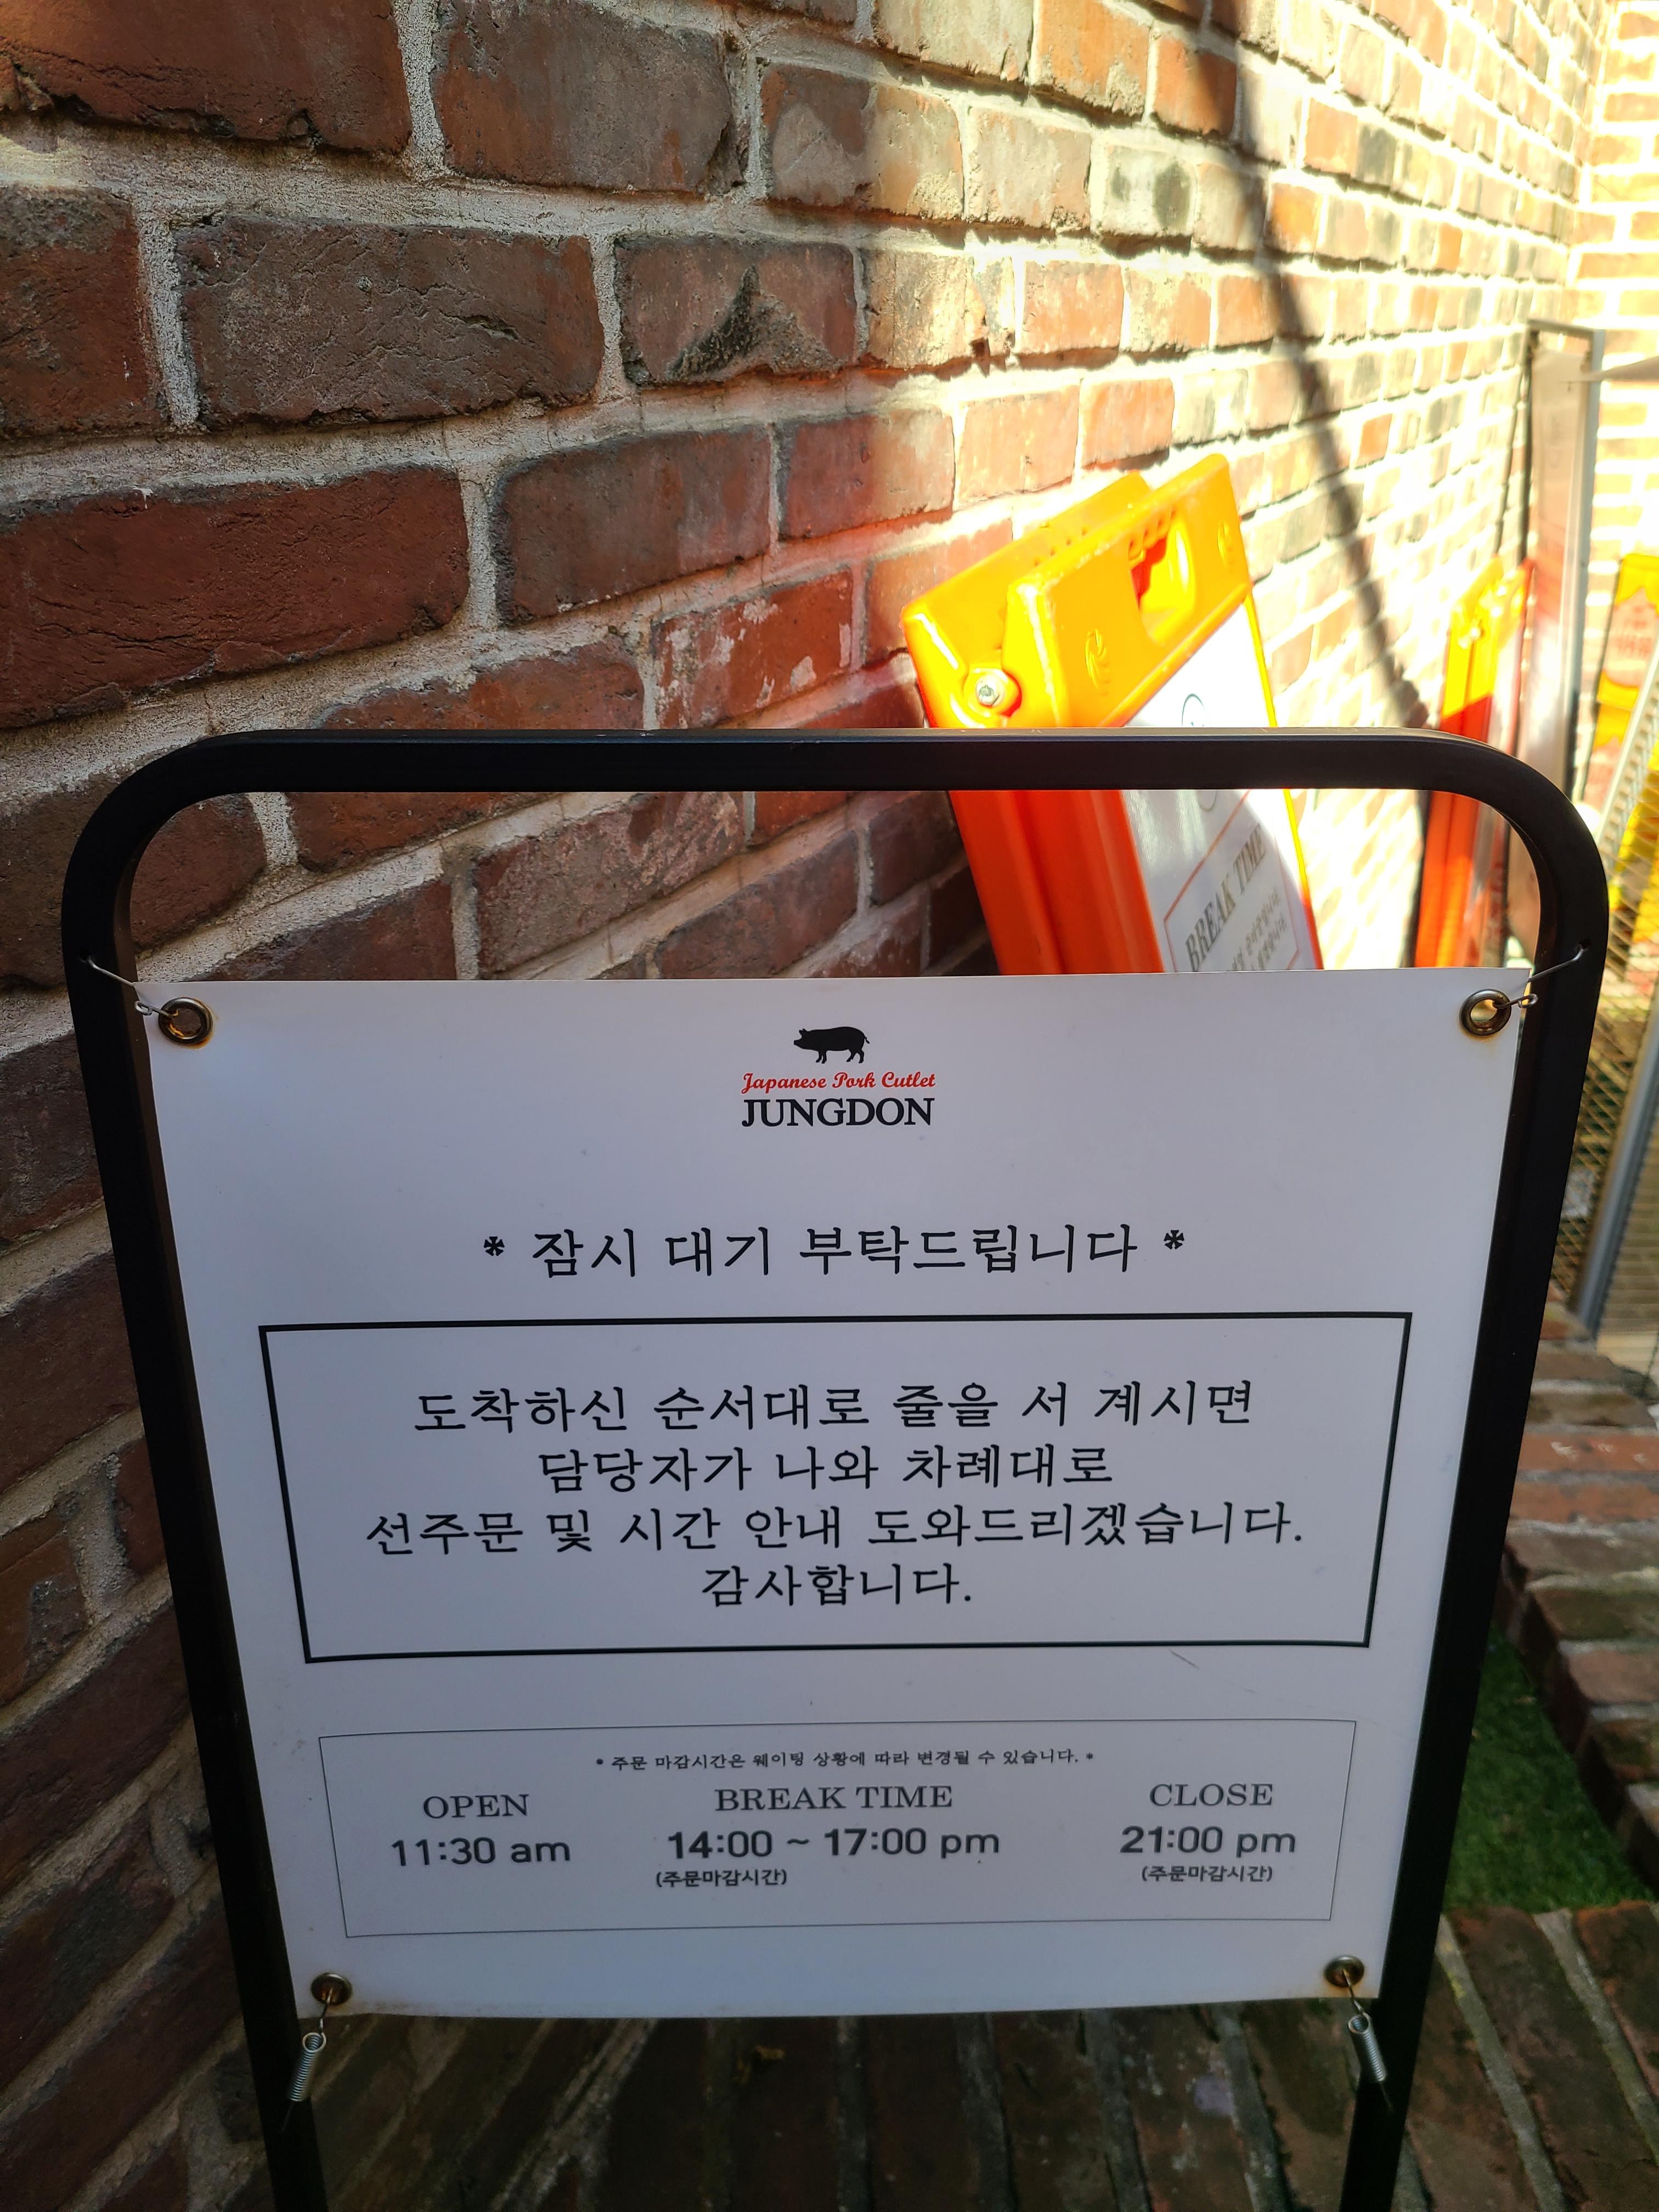 BREAK TIME
Japanese Pork Cutlet
JUNGDON
* 잠시 대기 부탁드립니다 *
도착하신 순서대로 줄을 서 계시면
담당자가 나와 차례대로
선주문 및 시간 안내 도와드리겠습니다.
감사합니다.
* 주문 마감시간은 웨이팅 상황에 따라 변경될 수 있습니다. *
OPEN
11:30 am
BREAK TIME
14:00 ~ 17:00 pm
(주문마감시간)
CLOSE
21:00 pm
(주문마감시간)